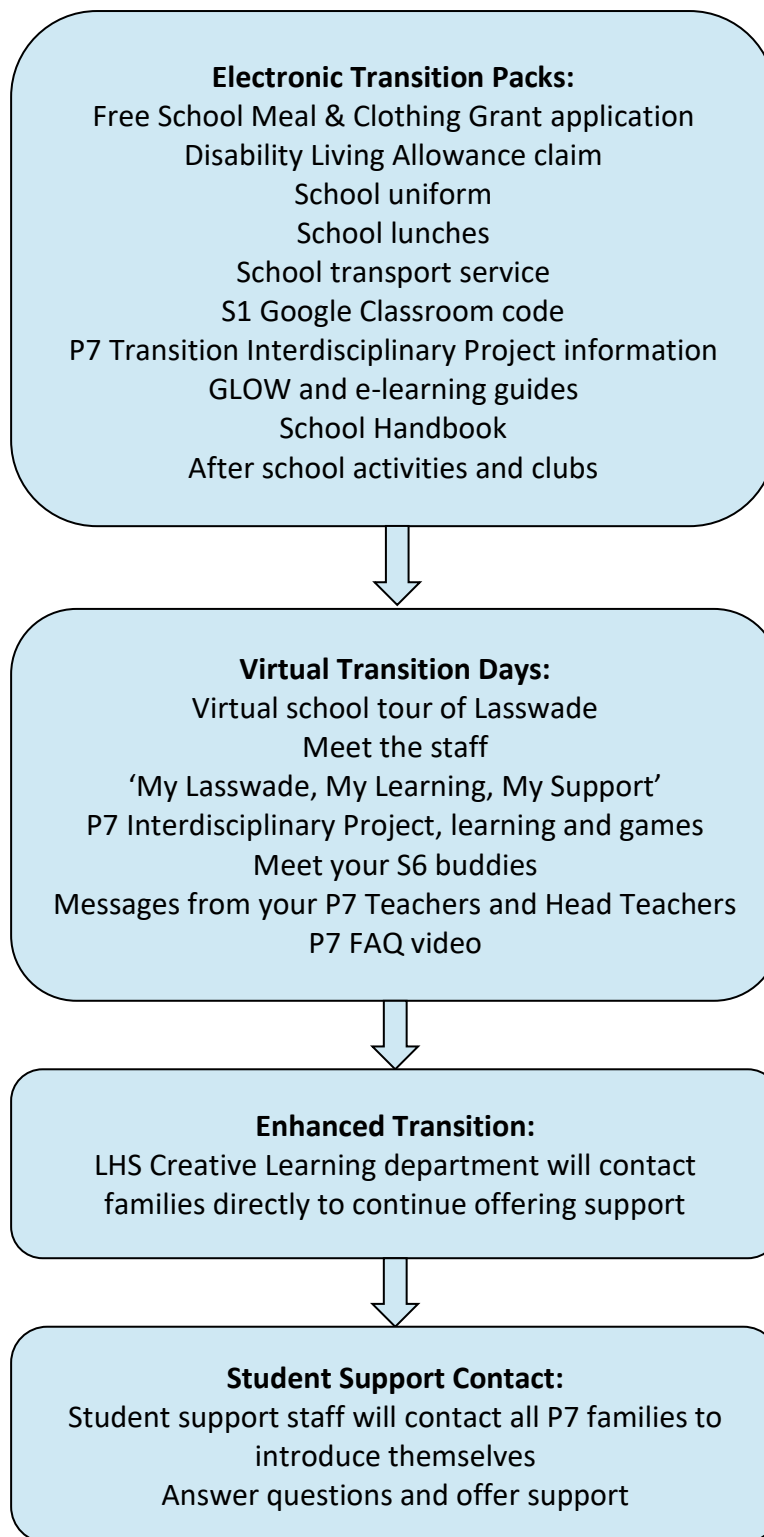 Electronic Transition Packs:
Free School Meal & Clothing Grant application
Disability Living Allowance claim
School uniform
School lunches
School transport service
S1 Google Classroom code
P7 Transition Interdisciplinary Project information
GLOW and e-learning guides
School Handbook
After school activities and clubs
Virtual Transition Days:
Virtual school tour of Lasswade
Meet the staff
‘My Lasswade, My Learning, My Support’
P7 Interdisciplinary Project, learning and games
Meet your S6 buddies
Messages from your P7 Teachers and Head Teachers
P7 FAQ video
Enhanced Transition:
LHS Creative Learning department will contact
families directly to continue offering support
Student Support Contact:
Student support staff will contact all P7 families to
introduce themselves
Answer questions and offer support